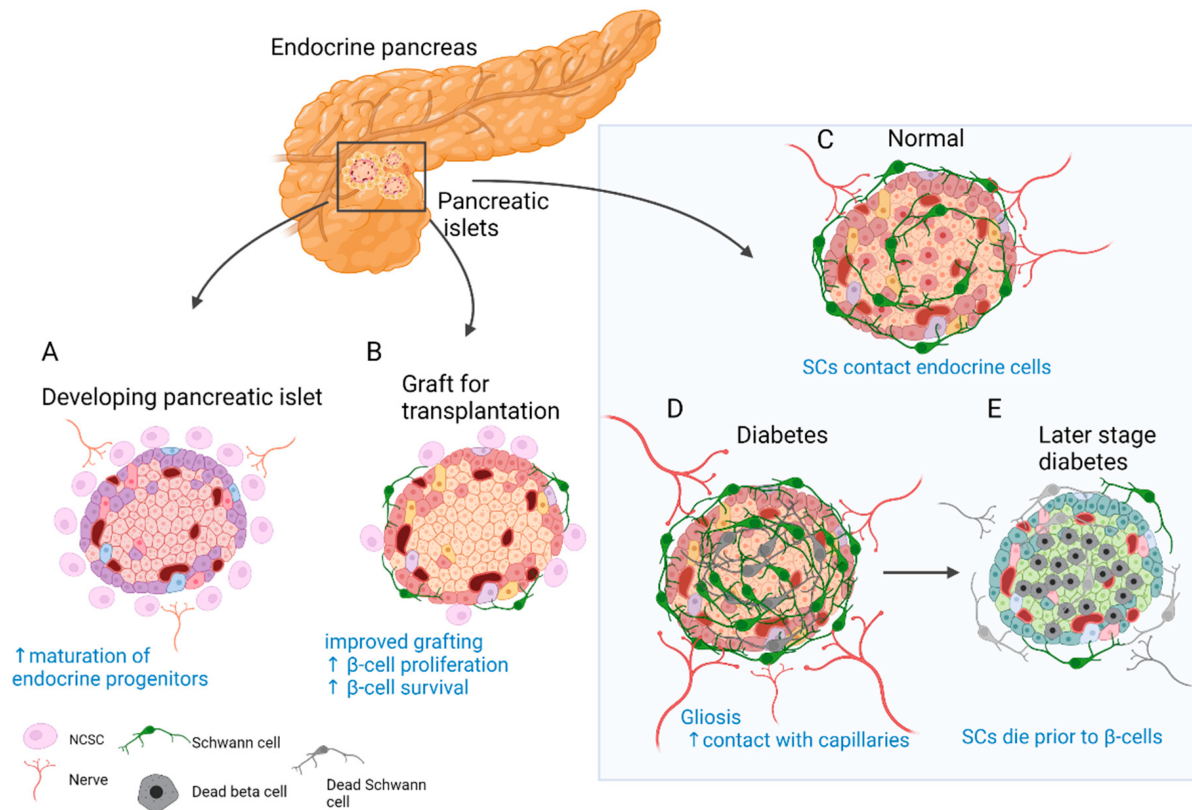 Endocrine pancreas
Pancreatic
islets
C
Normal
SCs contact endocrine cells
A
Developing pancreatic islet
↑ maturation of
endocrine progenitors
B
Graft for
transplantation
improved grafting
↑ β-cell proliferation
↑ β-cell survival
D
Diabetes
Gliosis
↑ contact with capillaries
E
Later stage
diabetes
SCs die prior to β-cells
NCSC
Schwann cell
Nerve
Dead beta cell
Dead Schwann
cell